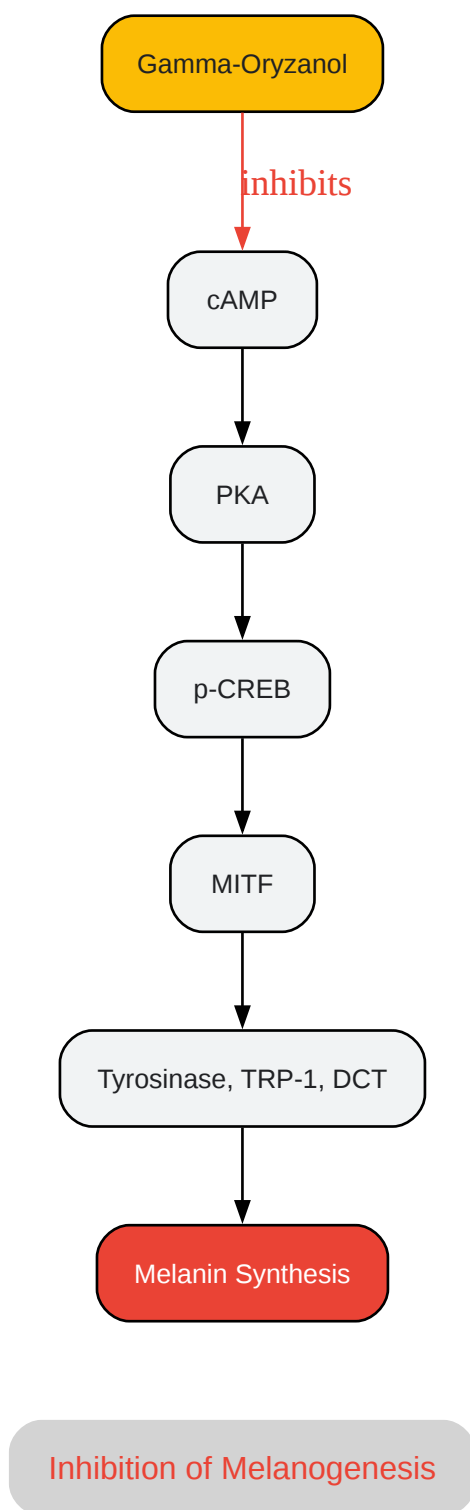 Gamma-Oryzanol
inhibits
cAMP
PKA
p-CREB
MITF
Tyrosinase, TRP-1, DCT
Melanin Synthesis
Inhibition of Melanogenesis